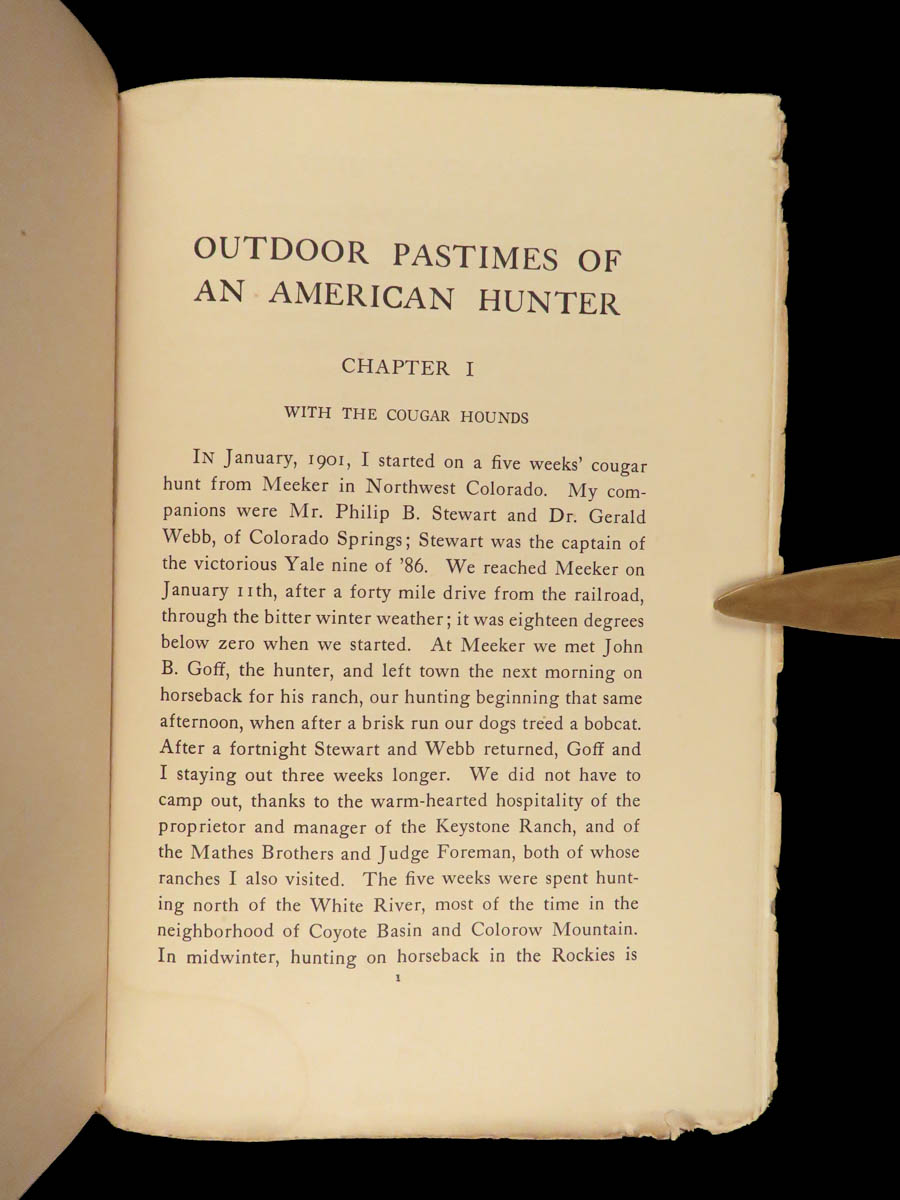 OUTDOOR PASTIMES OF
AN AMERICAN HUNTER
CHAPTER I
WITH THE COUGAR HOUNDS
IN January, 1901, I started on a five weeks' cougar
hunt from Meeker in Northwest Colorado. My com-
panions were Mr. Philip B. Stewart and Dr. Gerald
Webb, of Colorado Springs; Stewart was the captain of
the victorious Yale nine of '86. We reached Meeker on
January 11th, after a forty mile drive from the railroad,
through the bitter winter weather; it was eighteen degrees
below zero when we started. At Meeker we met John
B. Goff, the hunter, and left town the next morning on
horseback for his ranch, our hunting beginning that same
afternoon, when after a brisk run our dogs treed a bobcat.
After a fortnight Stewart and Webb returned, Goff and
I staying out three weeks longer. We did not have to
camp out, thanks to the warm-hearted hospitality of the
proprietor and manager of the Keystone Ranch, and of
the Mathes Brothers and Judge Foreman, both of whose
ranches I also visited. The five weeks were spent hunt-
ing north of the White River, most of the time in the
neighborhood of Coyote Basin and Colorow Mountain.
In midwinter, hunting on horseback in the Rockies is
1